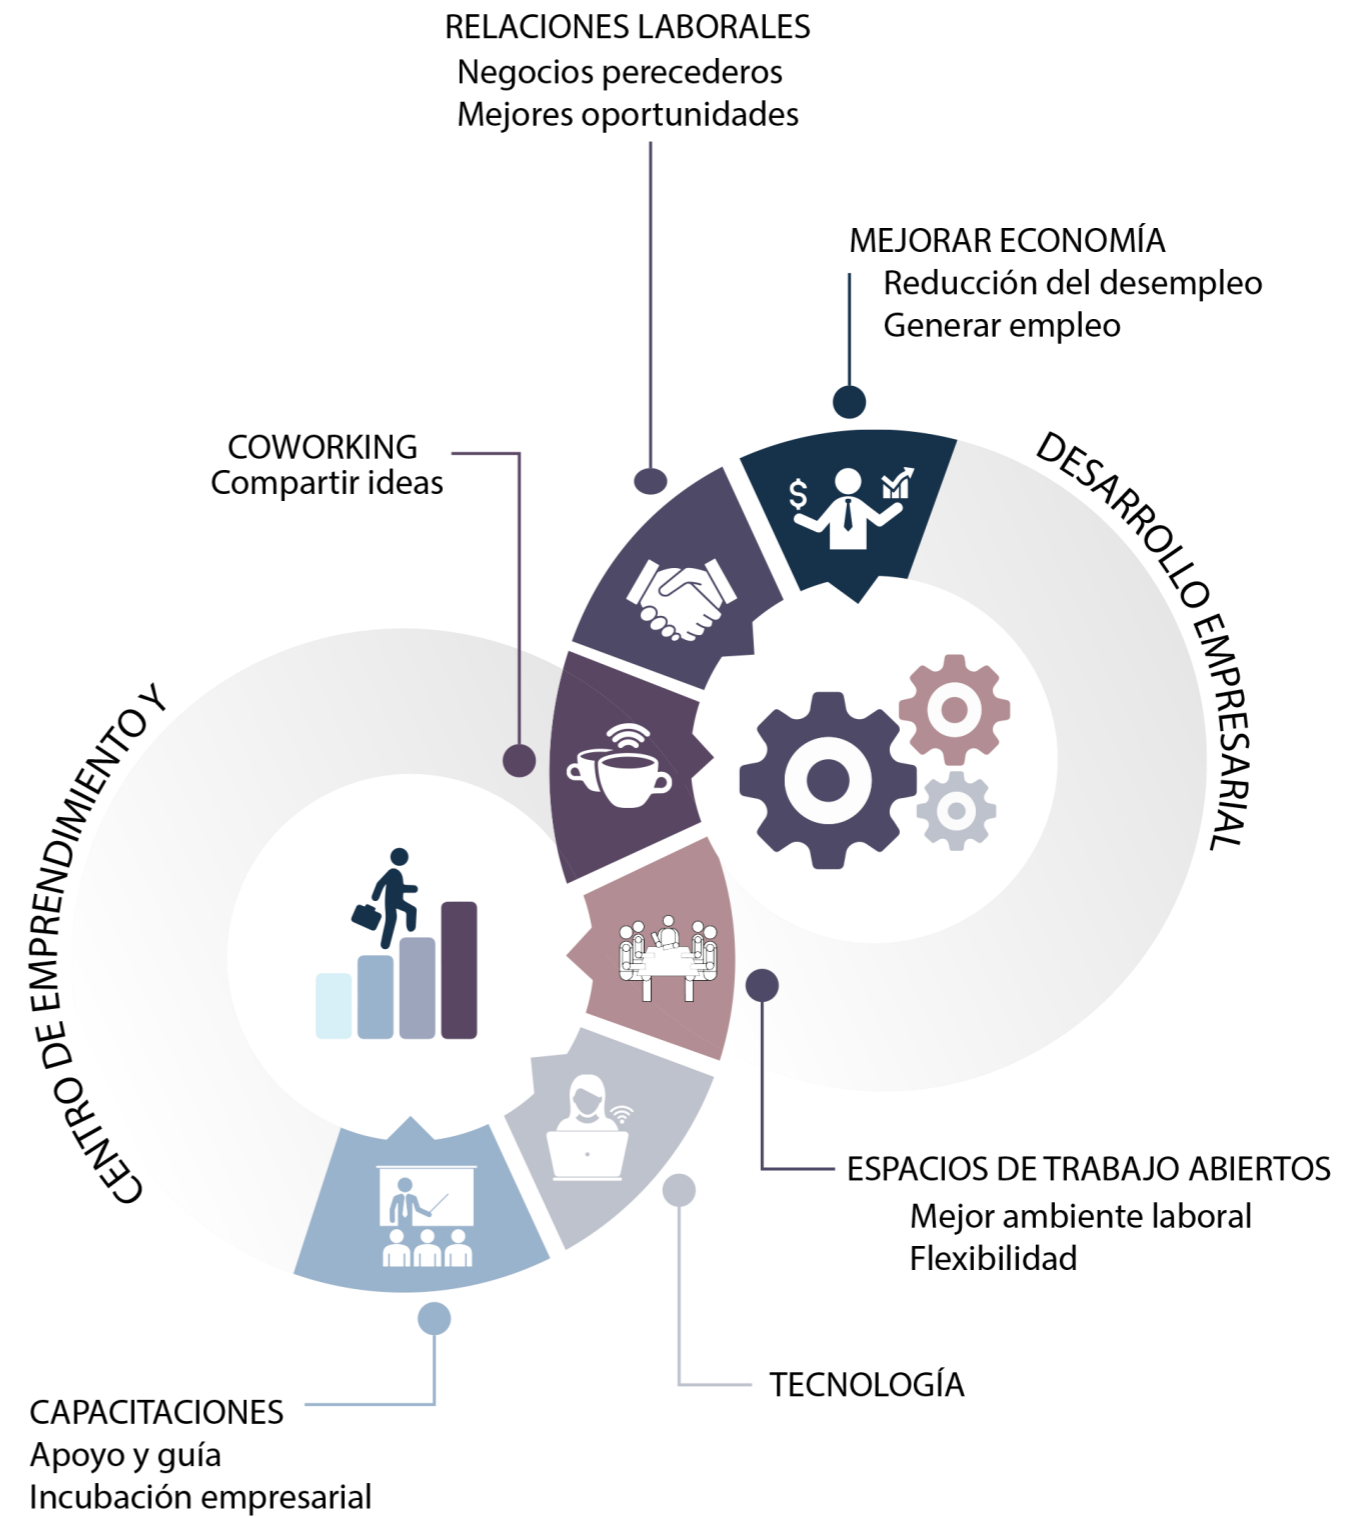 RELACIONES LABORALES
Negocios perecederos
Mejores oportunidades
MEJORAR ECONOMÍA
Reducción del desempleo
Generar empleo
COWORKING
Compartir ideas
DESARROLLO EMPRESARIAL
CENTRO DE EMPRENDIMIENTO Y
$
ESPACIOS DE TRABAJO ABIERTOS
Mejor ambiente laboral
Flexibilidad
TECNOLOGÍA
CAPACITACIONES
Apoyo y guía
Incubación empresarial